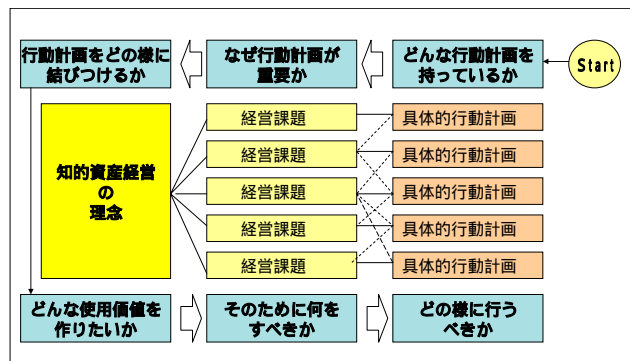 行動計画をどの様に
結びつけるか
なぜ行動計画が
重要か
どんな行動計画を
持っているか
Start
知的資産経営
の
理念
経営課題
具体的行動計画
経営課題
具体的行動計画
経営課題
具体的行動計画
経営課題
具体的行動計画
経営課題
具体的行動計画
どんな使用価値を
作りたいか
そのために何を
すべきか
どの様に行う
べきか